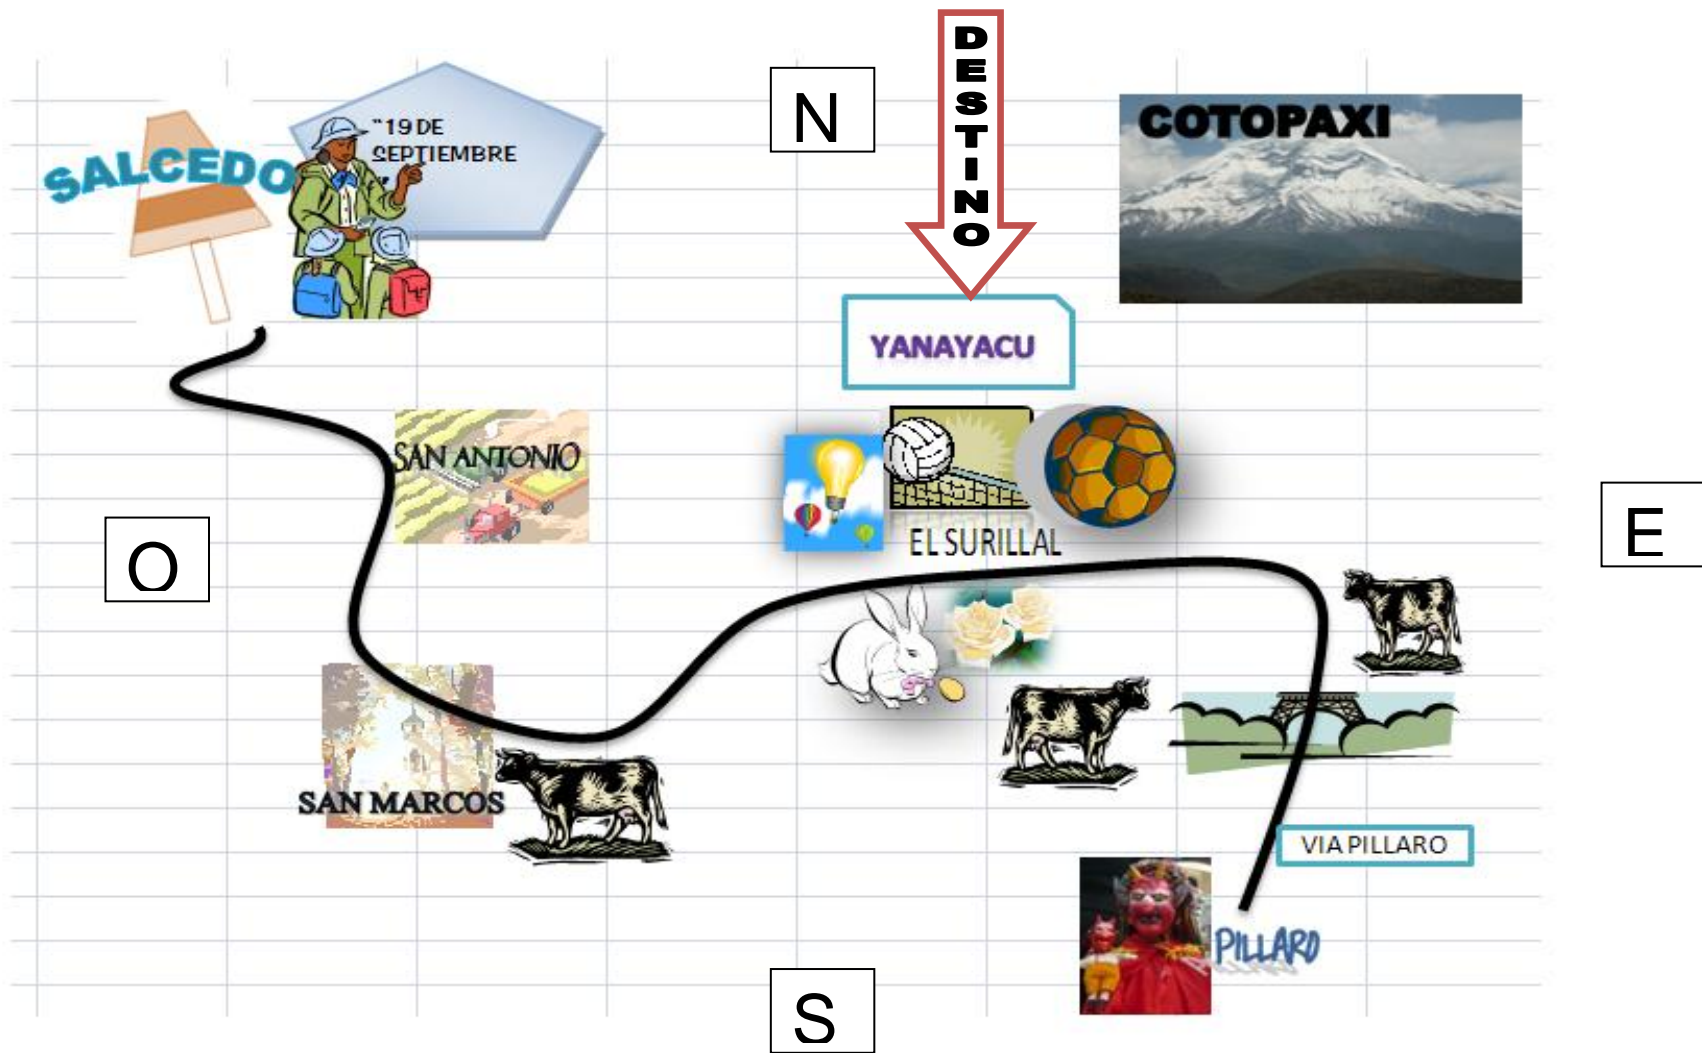 SALCEDO
"19 DE
SEPTIEMBRE
"
N
DESTINO
COTOPAXI
YANAYACU
SAN ANTONIO
EL SURILLAL
O
E
SAN MARCOS
VIA PILLARO
PILLARO
S